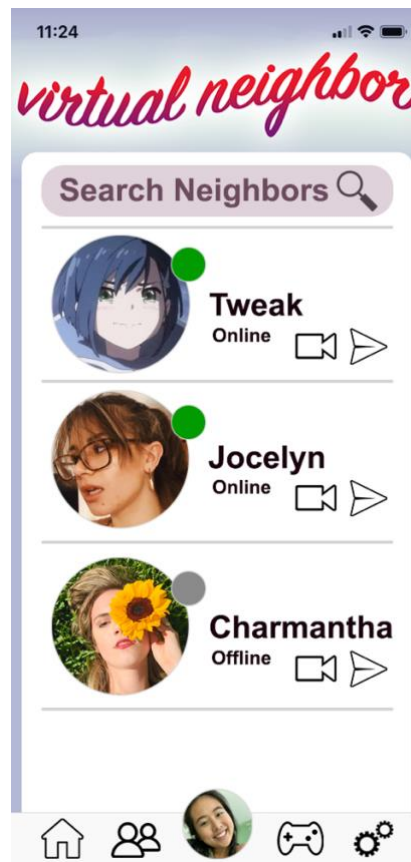 11:24
virtual neighbor
Search Neighbors
Tweak
Online
Jocelyn
Online
Charmantha
Offline